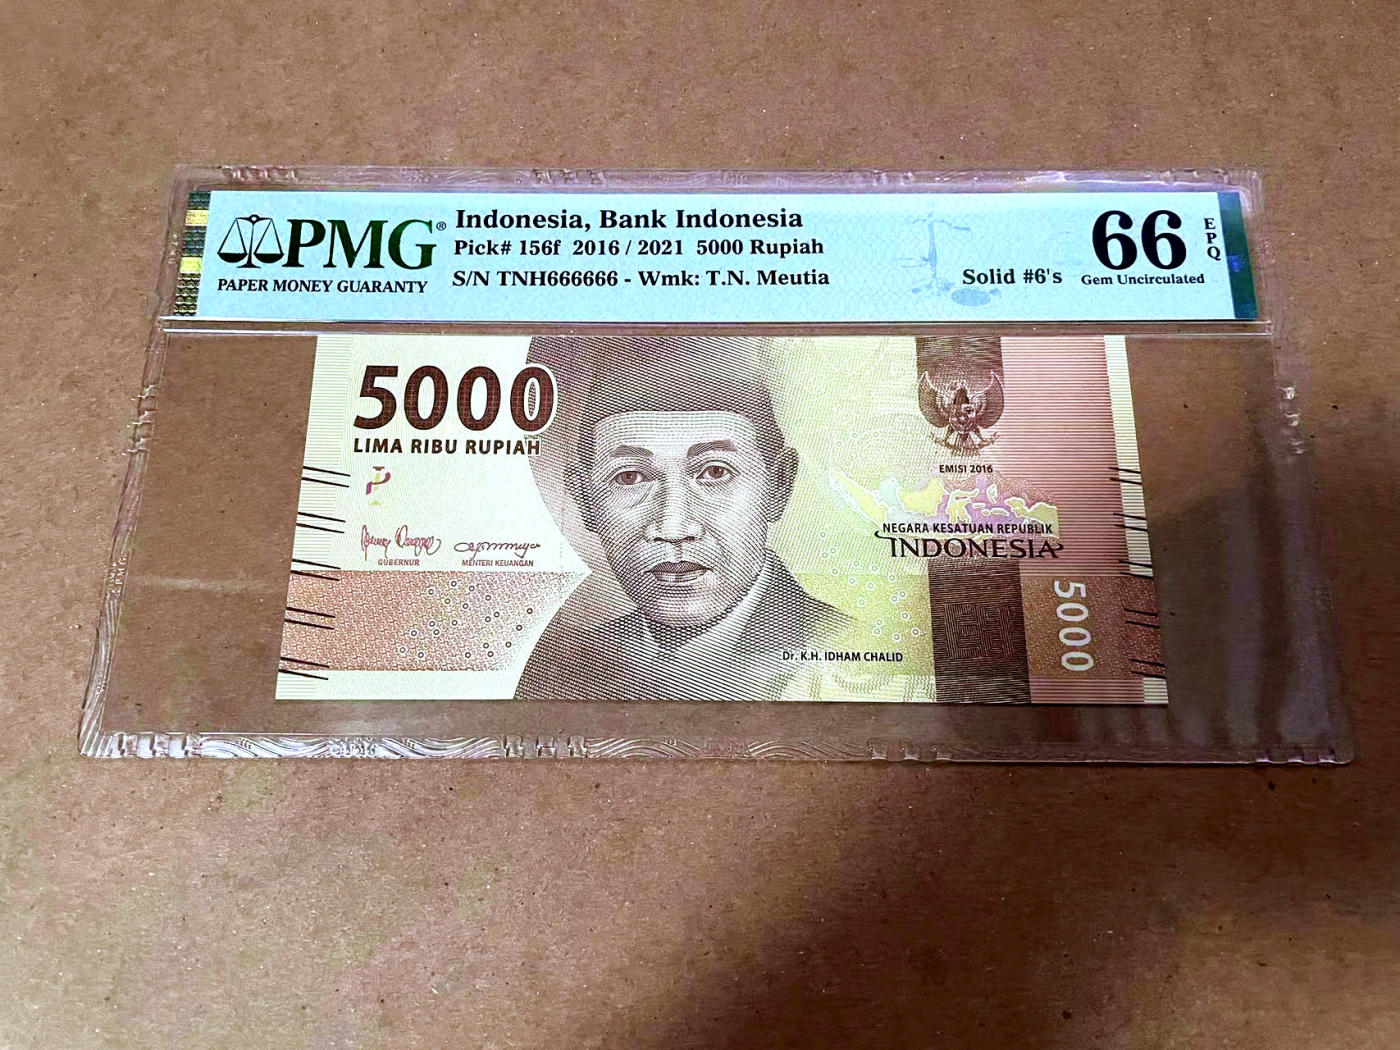 PMG®
PAPER MONEY GUARANTY
Indonesia, Bank Indonesia
Pick# 156f 2016 / 2021 5000 Rupiah
S/N TNH666666 - Wmk: T.N. Meutia
Solid #6's
66
Gem Uncirculated
EPQ
5000
LIMA RIBU RUPIAH
GUBERNUR
MENTERI KEUANGAN
EMISI 2016
NEGARA KESATUAN REPUBLIK
INDONESIA
5000
Dr. K.H. IDHAM CHALID
PMG